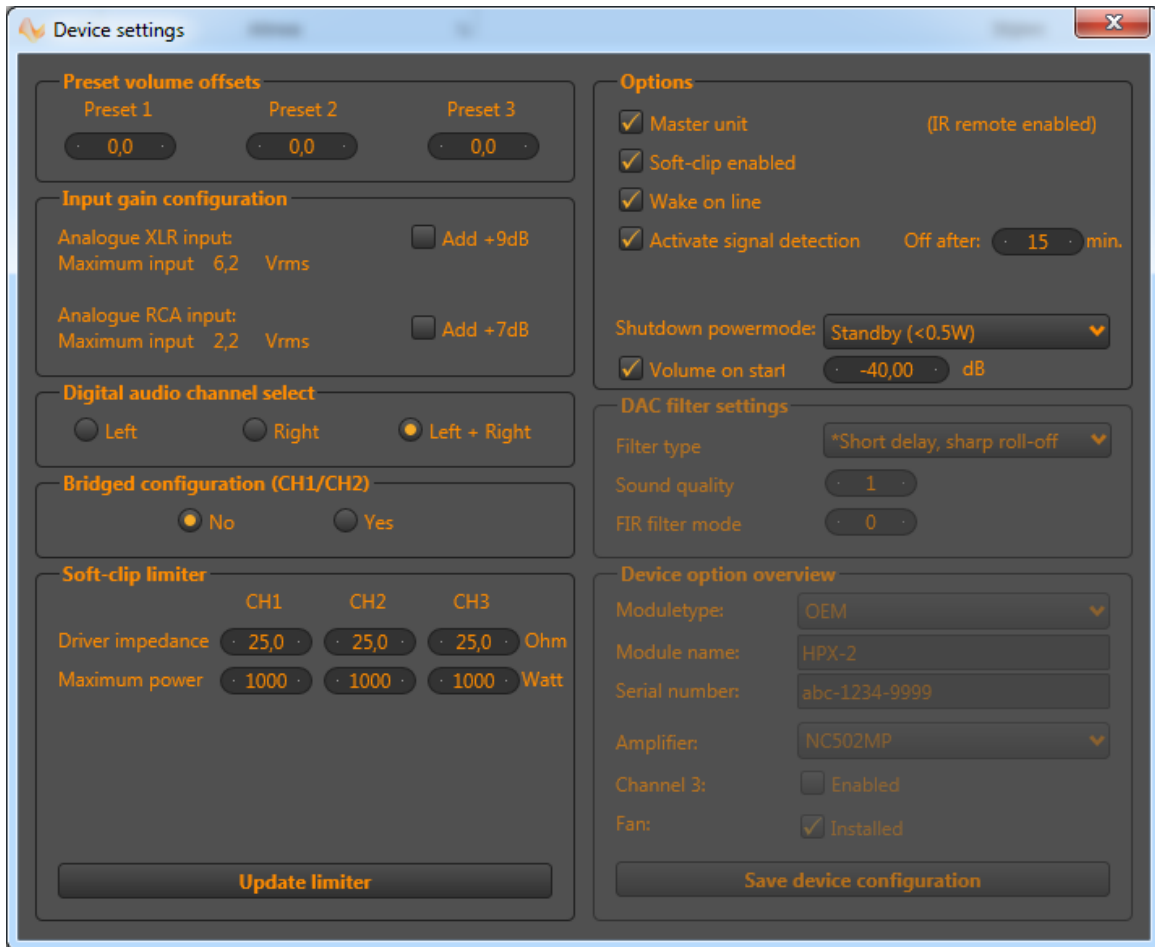 Device settings
Preset volume offsets
Preset 1 Preset 2 Preset 3
0,0 0,0 0,0
Input gain configuration
Analogue XLR input: Add +9dB
Maximum input 6,2 Vrms
Analogue RCA input: Add +7dB
Maximum input 2,2 Vrms
Digital audio channel select
Left Right Left + Right
Bridged configuration (CH1/CH2)
No Yes
Soft-clip limiter
CH1 CH2 CH3
Driver impedance 25,0 25,0 25,0 Ohm
Maximum power 1000 1000 1000 Watt
Update limiter
Options
Master unit (IR remote enabled)
Soft-clip enabled
Wake on line
Activate signal detection Off after: 15 min.
Shutdown powermode: Standby (<0.5W)
Volume on start -40,00 dB
DAC filter settings
Filter type *Short delay, sharp roll-off
Sound quality 1
FIR filter mode 0
Device option overview
Moduletype: OEM
Module name: HPX-2
Serial number: abc-1234-9999
Amplifier: NC502MP
Channel 3: Enabled
Fan: Installed
Save device configuration